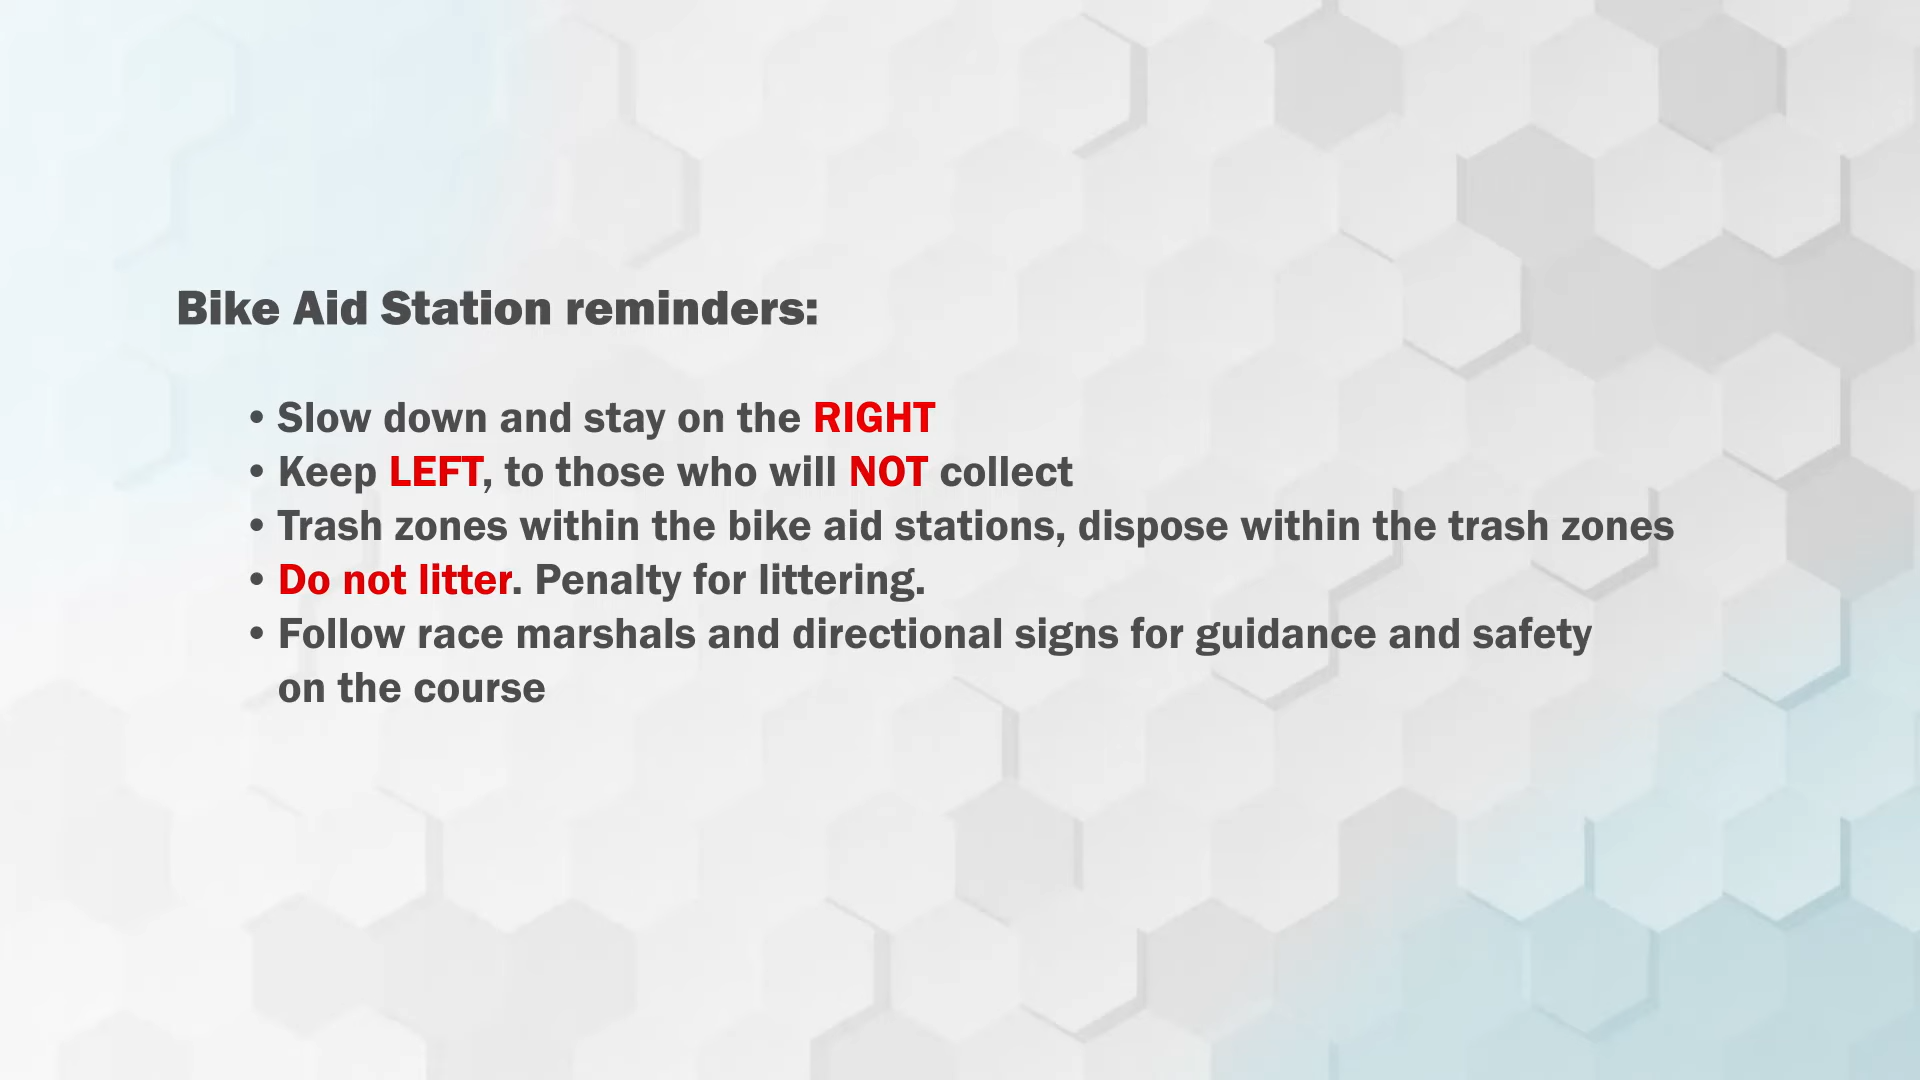 Bike Aid Station reminders:
• Slow down and stay on the RIGHT
• Keep LEFT, to those who will NOT collect
• Trash zones within the bike aid stations, dispose within the trash zones
• Do not litter. Penalty for littering.
• Follow race marshals and directional signs for guidance and safety
on the course